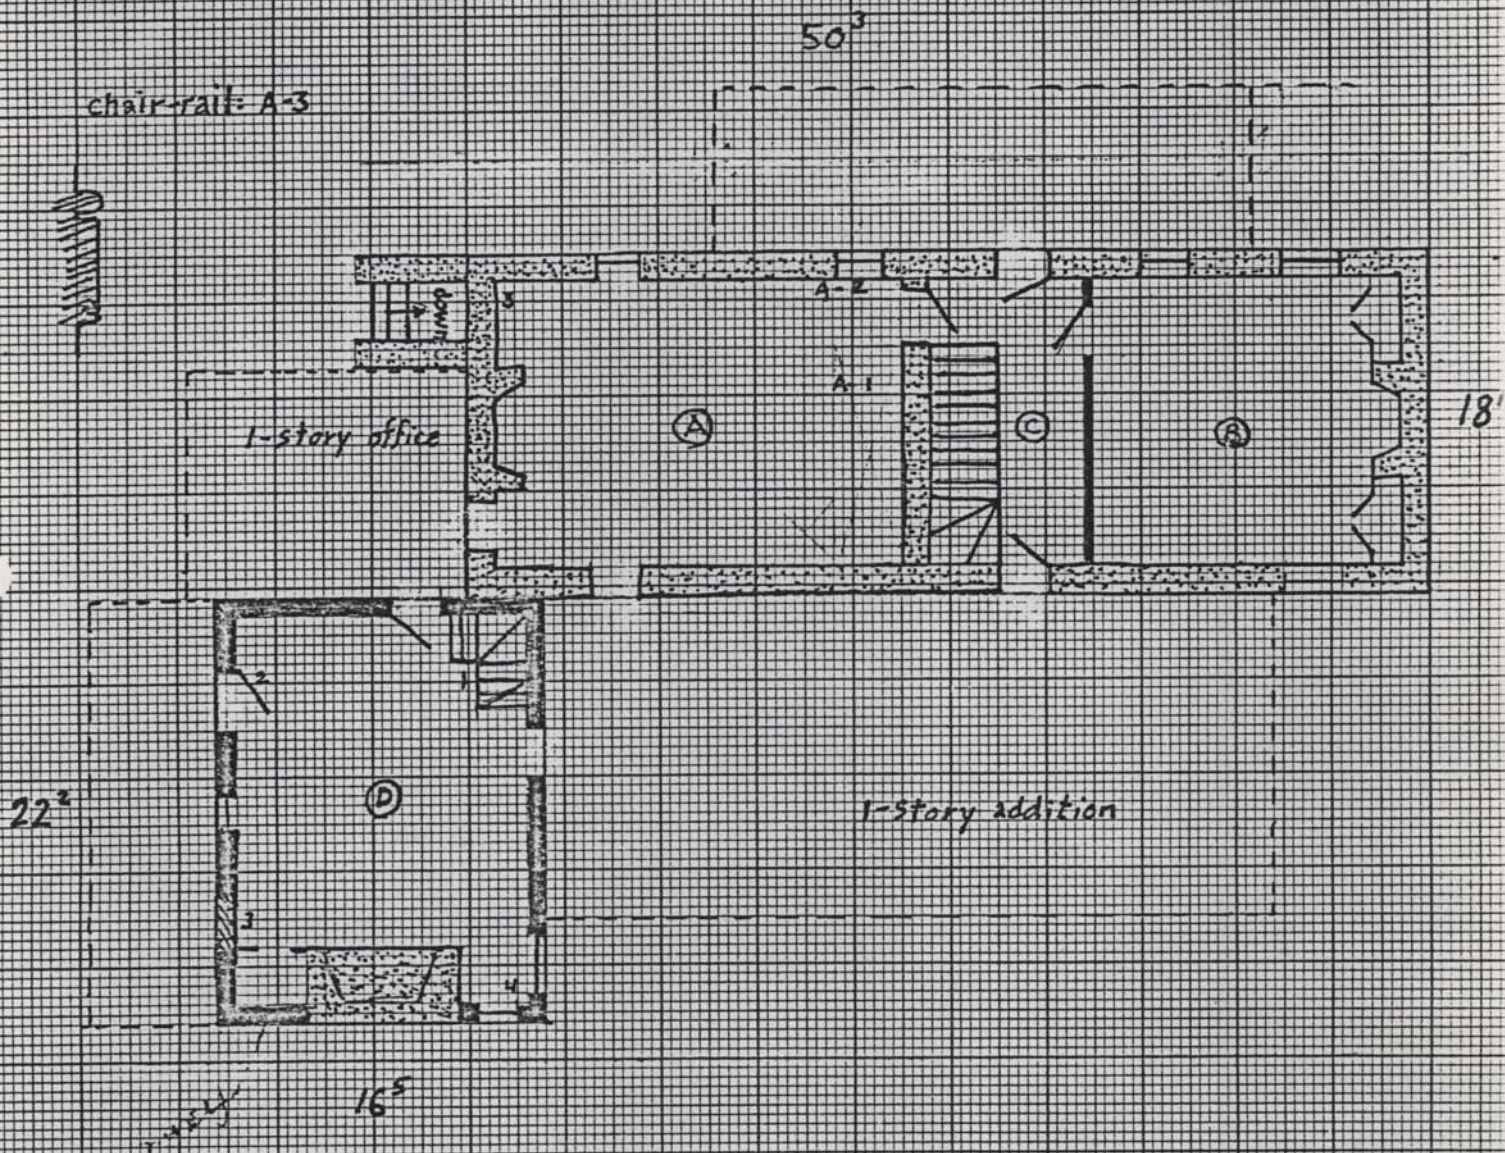 50³
chair-rail: A-3
down
3
A-2
A-1
1-story office
A
C
B
18'
2
1
D
22²
1-story addition
3
4
16⁵